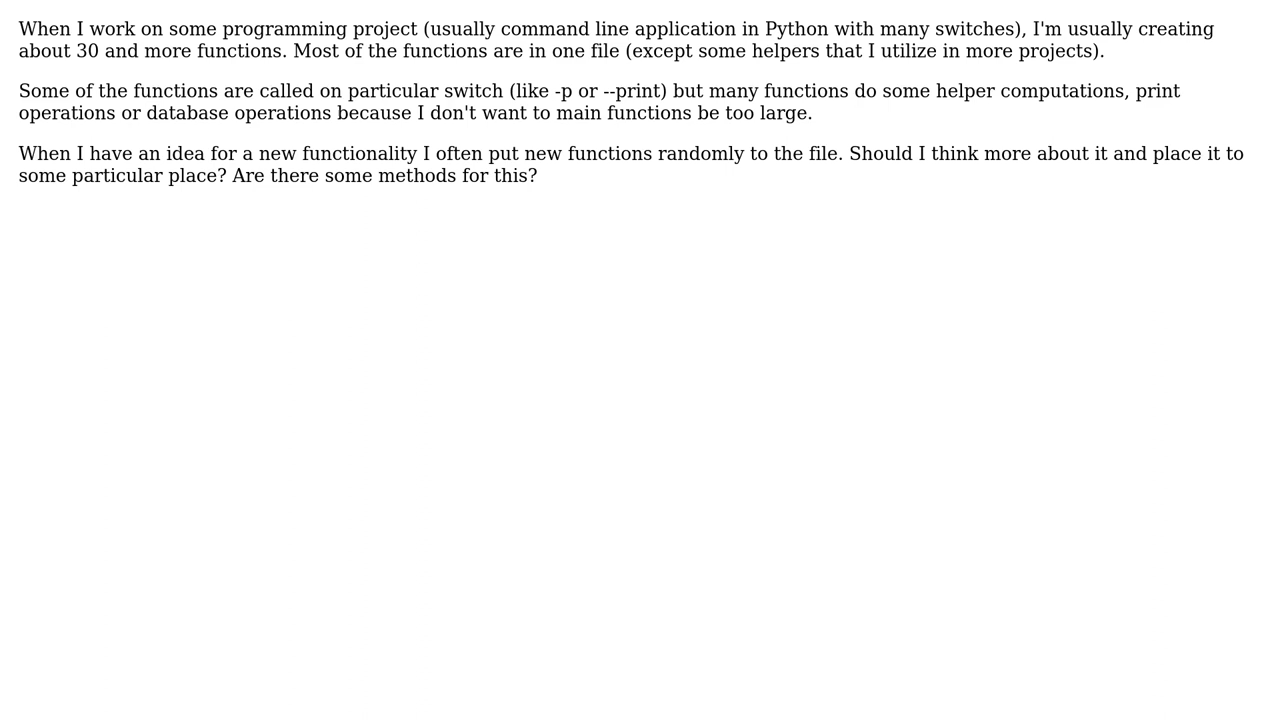 When I work on some programming project (usually command line application in Python with many switches), I'm usually creating
about 30 and more functions. Most of the functions are in one file (except some helpers that I utilize in more projects).
Some of the functions are called on particular switch (like -p or --print) but many functions do some helper computations, print
operations or database operations because I don't want to main functions be too large.
When I have an idea for a new functionality I often put new functions randomly to the file. Should I think more about it and place it to
some particular place? Are there some methods for this?